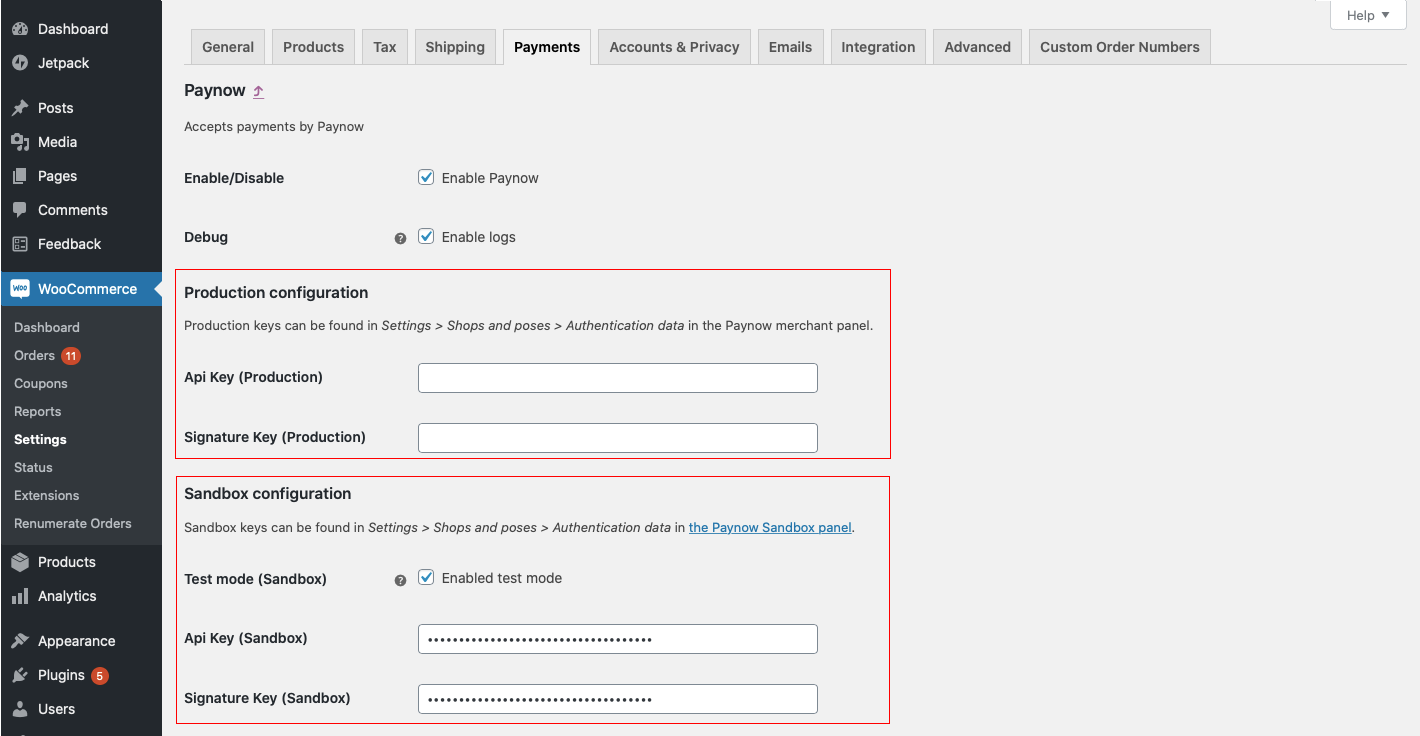 Help ▼
Dashboard
Jetpack
Posts
Media
Pages
Comments
Feedback
WOO WooCommerce
Dashboard
Orders 11
Coupons
Reports
Settings
Status
Extensions
Renumerate Orders
Products
Analytics
Appearance
Plugins 5
Users
General Products Tax Shipping Payments Accounts & Privacy Emails Integration Advanced Custom Order Numbers
Paynow ⤴
Accepts payments by Paynow
Enable/Disable Enable Paynow
Debug ? Enable logs
Production configuration
Production keys can be found in Settings > Shops and poses > Authentication data in the Paynow merchant panel.
Api Key (Production)
Signature Key (Production)
Sandbox configuration
Sandbox keys can be found in Settings > Shops and poses > Authentication data in the Paynow Sandbox panel.
Test mode (Sandbox) ? Enabled test mode
Api Key (Sandbox) ••••••••••••••••••••••••••••••••••••
Signature Key (Sandbox) ••••••••••••••••••••••••••••••••••••